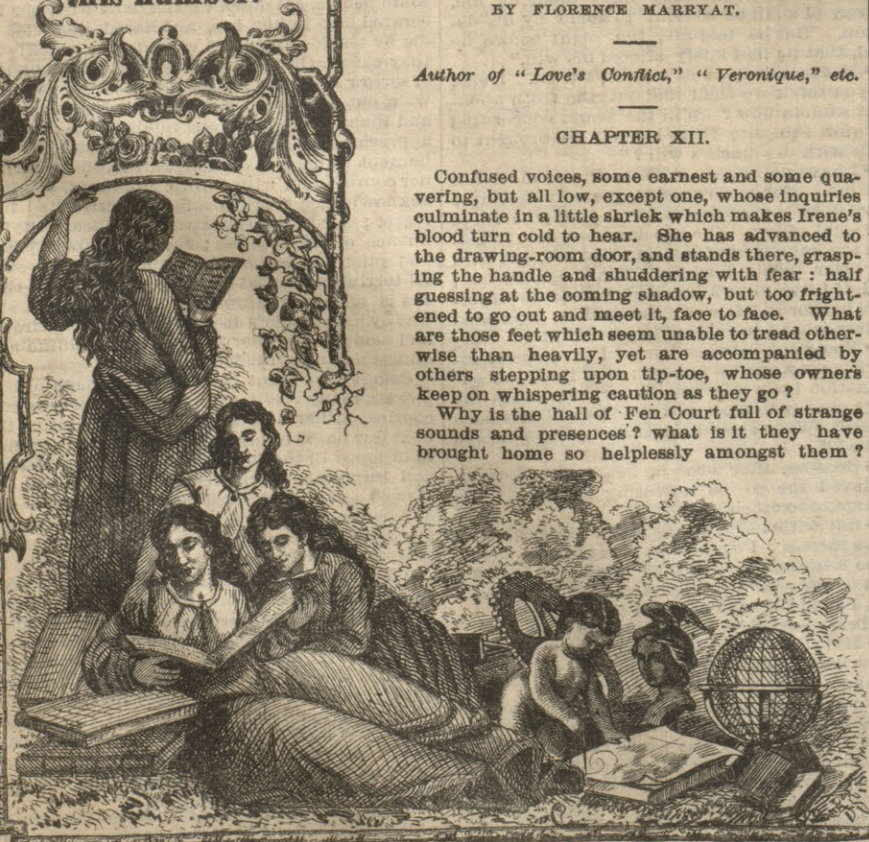 this number.
BY FLORENCE MARRYAT.
Author of “ Love's Conflict,” “ Veronique,” etc.
CHAPTER XII.
Confused voices, some earnest and some qua-
vering, but all low, except one, whose inquiries
culminate in a little shriek which makes Irene's
blood turn cold to hear. She has advanced to
the drawing-room door, and stands there, grasp-
ing the handle and shuddering with fear : half
guessing at the coming shadow, but too fright-
ened to go out and meet it, face to face. What
are those feet which seem unable to tread other-
wise than heavily, yet are accompanied by
others stepping upon tip-toe, whose owners
keep on whispering caution as they go ?
Why is the hall of Fen Court full of strange
sounds and presences ? what is it they have
brought home so helplessly amongst them ?